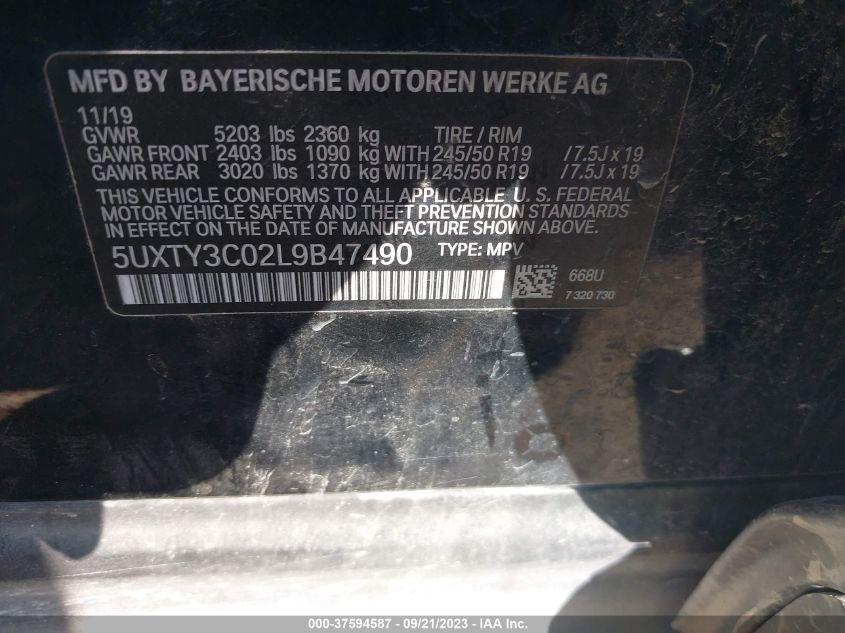 MFD BY BAYERISCHE MOTOREN WERKE AG
11/19
GVWR 5203 lbs 2360 kg TIRE / RIM
GAWR FRONT 2403 lbs 1090 kg WITH 245/50 R19 / 7.5J x 19
GAWR REAR 3020 lbs 1370 kg WITH 245/50 R19 / 7.5J x 19
THIS VEHICLE CONFORMS TO ALL APPLICABLE U. S. FEDERAL
MOTOR VEHICLE SAFETY AND THEFT PREVENTION STANDARDS
IN EFFECT ON THE DATE OF MANUFACTURE SHOWN ABOVE.
5UXTY3C02L9B47490 TYPE: MPV
668U
7 320 730
000-37594587 - 09/21/2023 - IAA Inc.